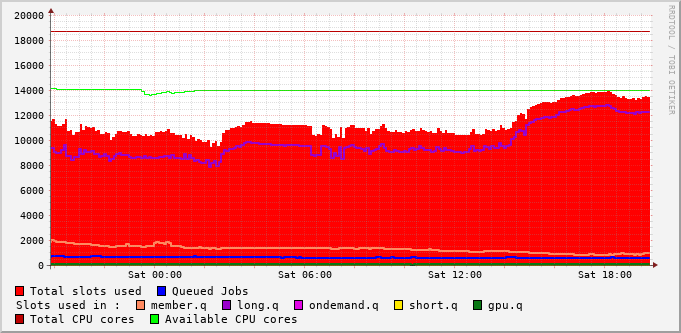 20000
18000
16000
14000
12000
10000
8000
6000
4000
2000
0
Sat 00:00 Sat 06:00 Sat 12:00 Sat 18:00
Total slots used Queued Jobs
Slots used in : member.q long.q ondemand.q short.q gpu.q
Total CPU cores Available CPU cores
RRDTOOL / TOBI OETIKER